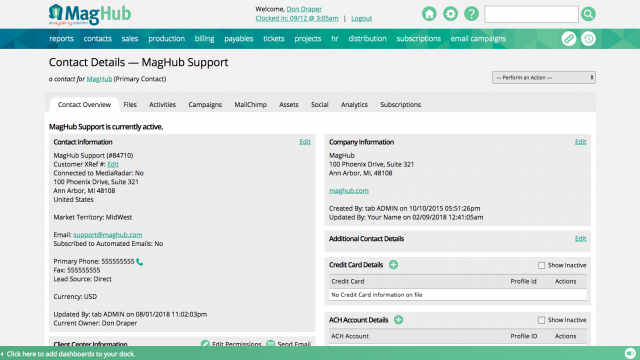 MagHub
Welcome, Don Draper
Clocked In: 09/12 @ 3:05am | Logout
reports contacts sales production billing payables tickets projects hr distribution subscriptions email campaigns
Contact Details — MagHub Support
a contact for MagHub (Primary Contact)
— Perform an Action —
Contact Overview Files Activities Campaigns MailChimp Assets Social Analytics Subscriptions
MagHub Support is currently active.
Contact Information Edit
MagHub Support (#84710)
Customer XRef #: Edit
Connected to MediaRadar: No
100 Phoenix Drive, Suite 321
Ann Arbor, MI, 48108
United States
Market Territory: MidWest
Email: support@maghub.com
Subscribed to Automated Emails: No
Primary Phone: 555555555
Fax: 555555555
Lead Source: Direct
Currency: USD
Updated By: tab ADMIN on 08/01/2018 11:02:03pm
Current Owner: Don Draper
Client Center Information Edit Permissions Send Email
Company Information Edit
MagHub
100 Phoenix Drive, Suite 321
Ann Arbor, MI, 48108
maghub.com
Created By: tab ADMIN on 10/10/2015 05:51:26pm
Updated By: Your Name on 02/09/2018 12:41:05am
Additional Contact Details Edit
Credit Card Details Show Inactive
Credit Card Profile Id Actions
No Credit Card information on file
ACH Account Details Show Inactive
ACH Account Profile ID Actions
Click here to add dashboards to your dock.